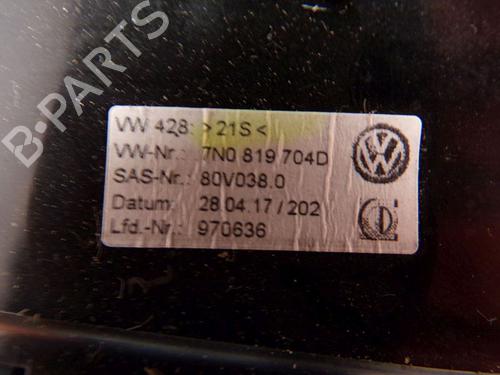 B-PARTS
VW 428: >21S<
VW-Nr.: 7N0 819 704D
SAS-Nr.: 80V038.0
Datum: 28.04.17 / 202
Lfd.-Nr.: 970636